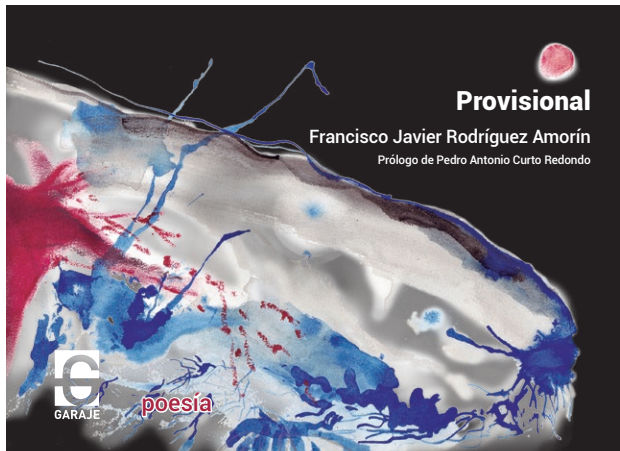 Provisional
Francisco Javier Rodríguez Amorín
Prólogo de Pedro Antonio Curto Redondo
G
GARAJE
poesía